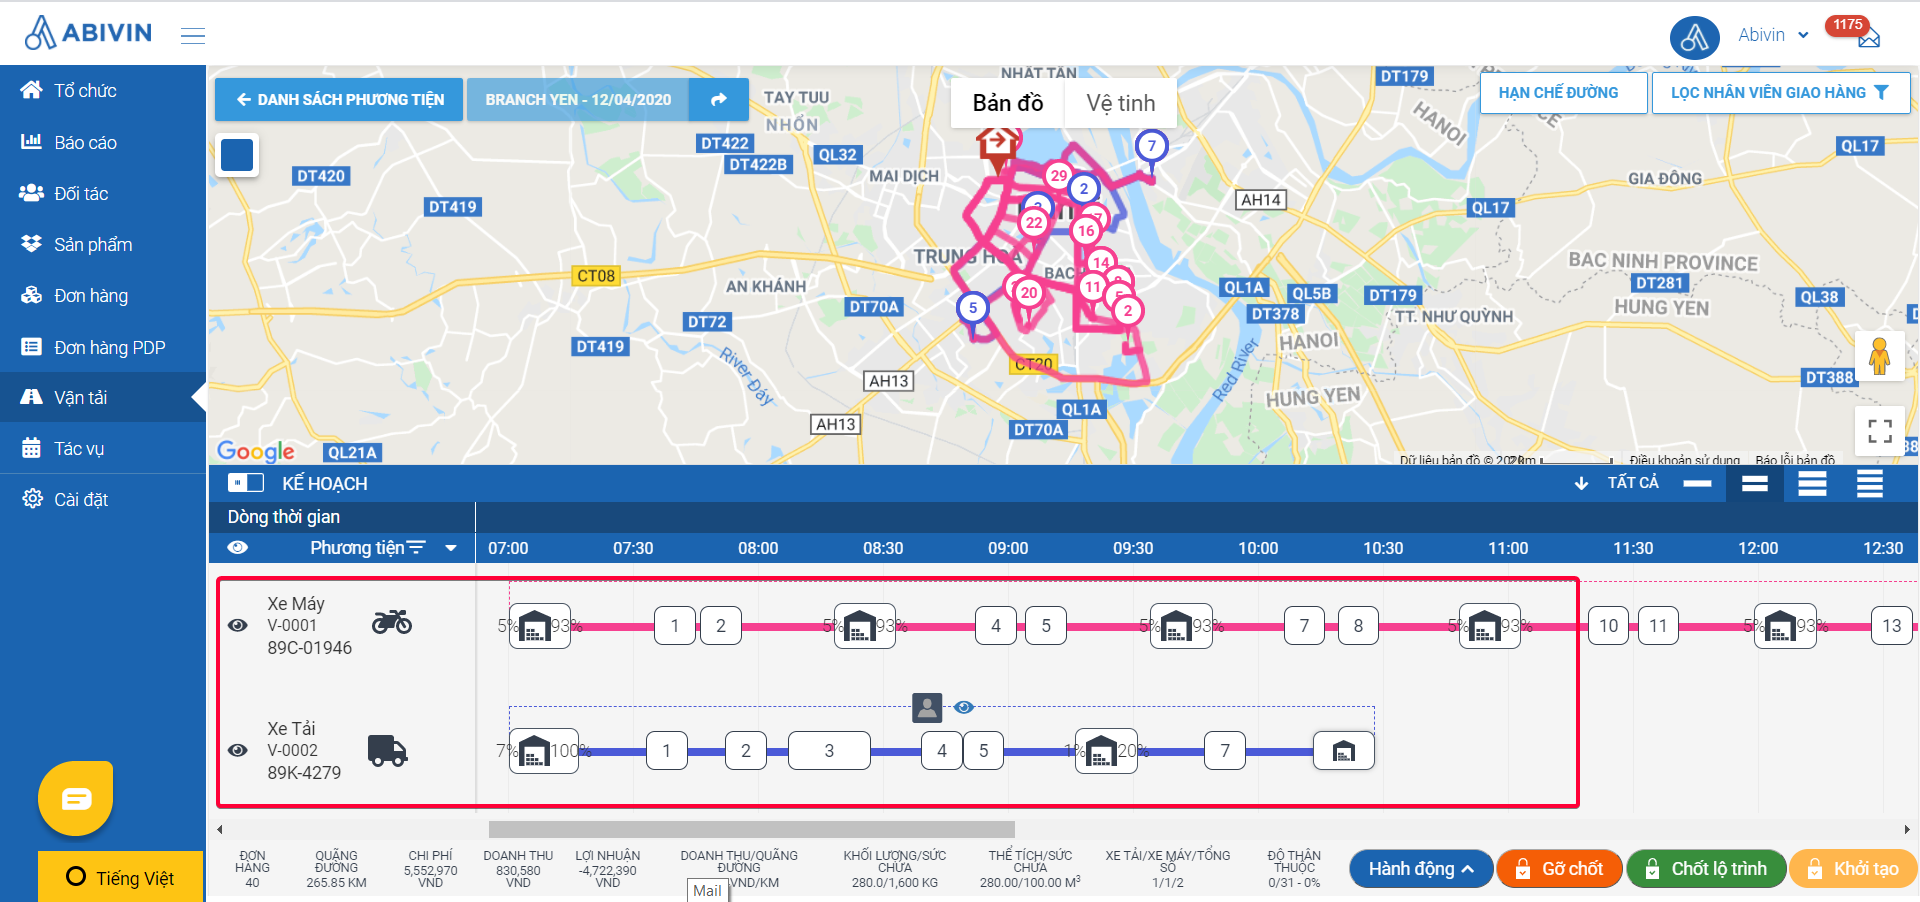 ABIVIN
Abivin
1175
Tổ chức
Báo cáo
Đối tác
Sản phẩm
Đơn hàng
Đơn hàng PDP
Vận tải
Tác vụ
Cài đặt
Tiếng Việt
DANH SÁCH PHƯƠNG TIỆN
BRANCH YEN - 12/04/2020
Bản đồ
Vệ tinh
HẠN CHẾ ĐƯỜNG
LỌC NHÂN VIÊN GIAO HÀNG
NHẬT TÂN
DT179
TAY TUU
NHỔN
HANOI
DT422
DT422B
QL32
7
QL17
DT420
MAI DỊCH
29
2
GIA ĐÔNG
DT419
AH14
QL17
22
16
TRUNG HOA
14
BAC NINH PROVINCE
CT08
BACH
AN KHÁNH
20
11
QL1A
QL5B
DT179
DT281
QL38
DT70A
5
2
DT378
HUNG YEN
TT. NHƯ QUỲNH
DT72
DT419
HANOI
River Đáy
CT20
Red River
AH13
DT388
HUNG YEN
QL1A
AH13
DT70A
Google
QL21A
Dữ liệu bản đồ ©
Điều khoản sử dụng
Báo lỗi bản đồ
KẾ HOẠCH
TẤT CẢ
Dòng thời gian
Phương tiện
07:00
07:30
08:00
08:30
09:00
09:30
10:00
10:30
11:00
11:30
12:00
12:30
Xe Máy
V-0001
89C-01946
5%
93%
1
2
5%
93%
4
5
5%
93%
7
8
5%
93%
10
11
5%
93%
13
Xe Tải
V-0002
89K-4279
7%
100%
1
2
3
4
5
1%
20%
7
ĐƠN
HÀNG
40
QUÃNG
ĐƯỜNG
265.85 KM
CHI PHÍ
5,552,970
VND
DOANH THU
830,580
VND
LỢI NHUẬN
-4,722,390
VND
DOANH THU/QUÃNG
ĐƯỜNG
VND/KM
Mail
KHỐI LƯỢNG/SỨC
CHỨA
280.0/1,600 KG
THỂ TÍCH/SỨC
CHỨA
280.00/100.00 M³
XE TẢI/XE MÁY/TỔNG
SỐ
1/1/2
ĐỘ THÂN
THUỘC
0/31 - 0%
Hành động
Gỡ chốt
Chốt lộ trình
Khởi tạo